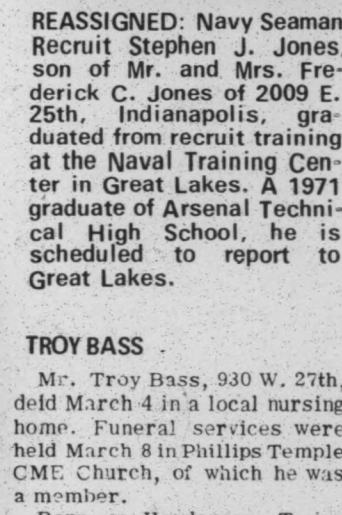 REASSIGNED: Navy Seaman
Recruit Stephen J. Jones,
son of Mr. and Mrs. Fre-
derick C. Jones of 2009 E.
25th, Indianapolis, gra-
duated from recruit training
at the Naval Training Cen-
ter in Great Lakes. A 1971
graduate of Arsenal Techni-
cal High School, he is
scheduled to report to
Great Lakes.
TROY BASS
Mr. Troy Bass, 930 W. 27th,
deid March 4 in a local nursing
home. Funeral services were
held March 8 in Phillips Temple
CME Church, of which he was
a member.